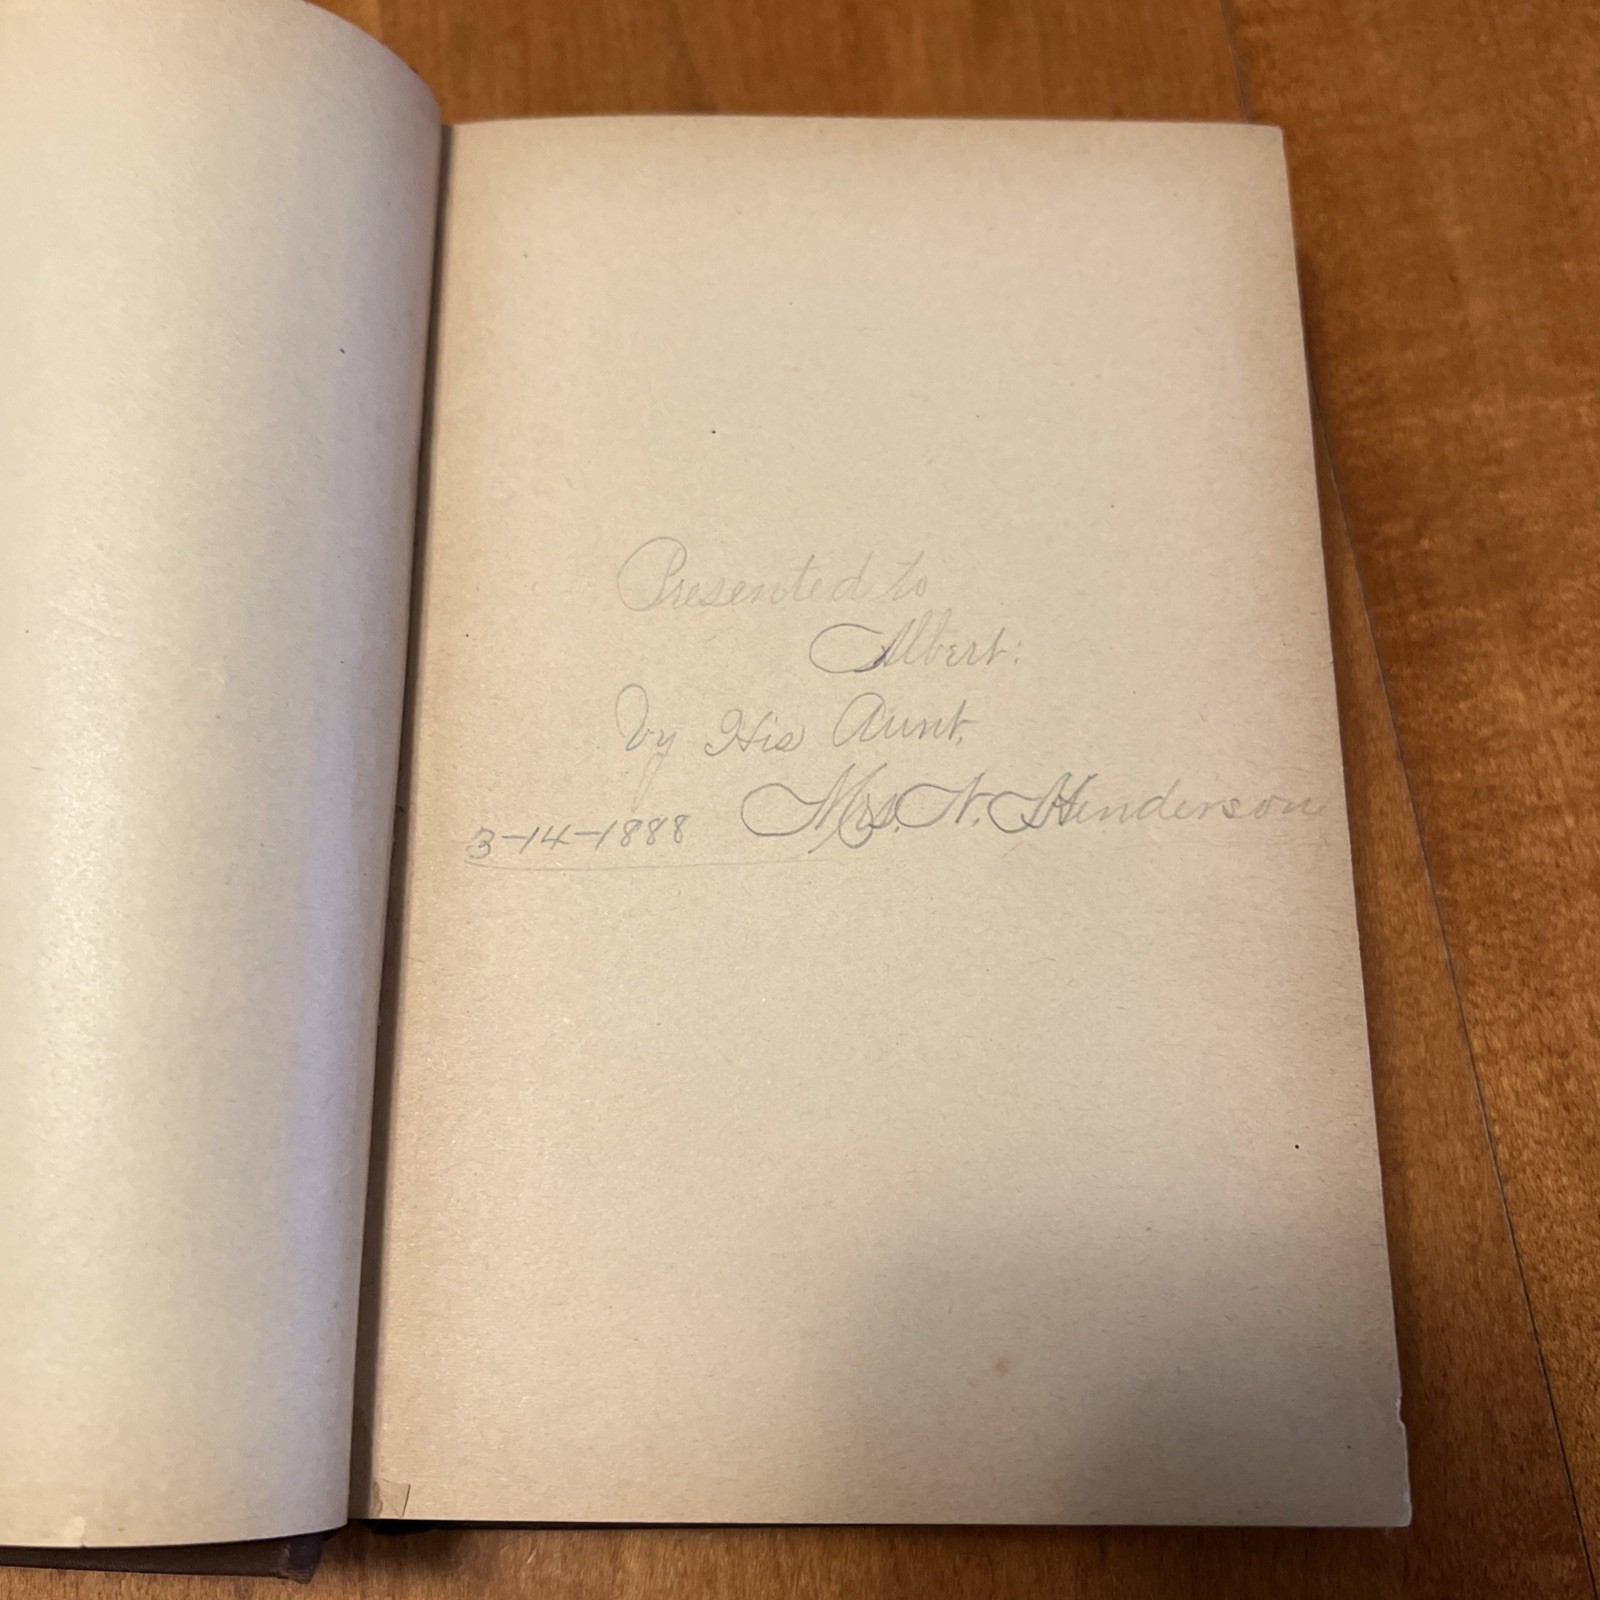 Presented to
Albert:
by His Aunt,
Mrs. N. Henderson
3-14-1888